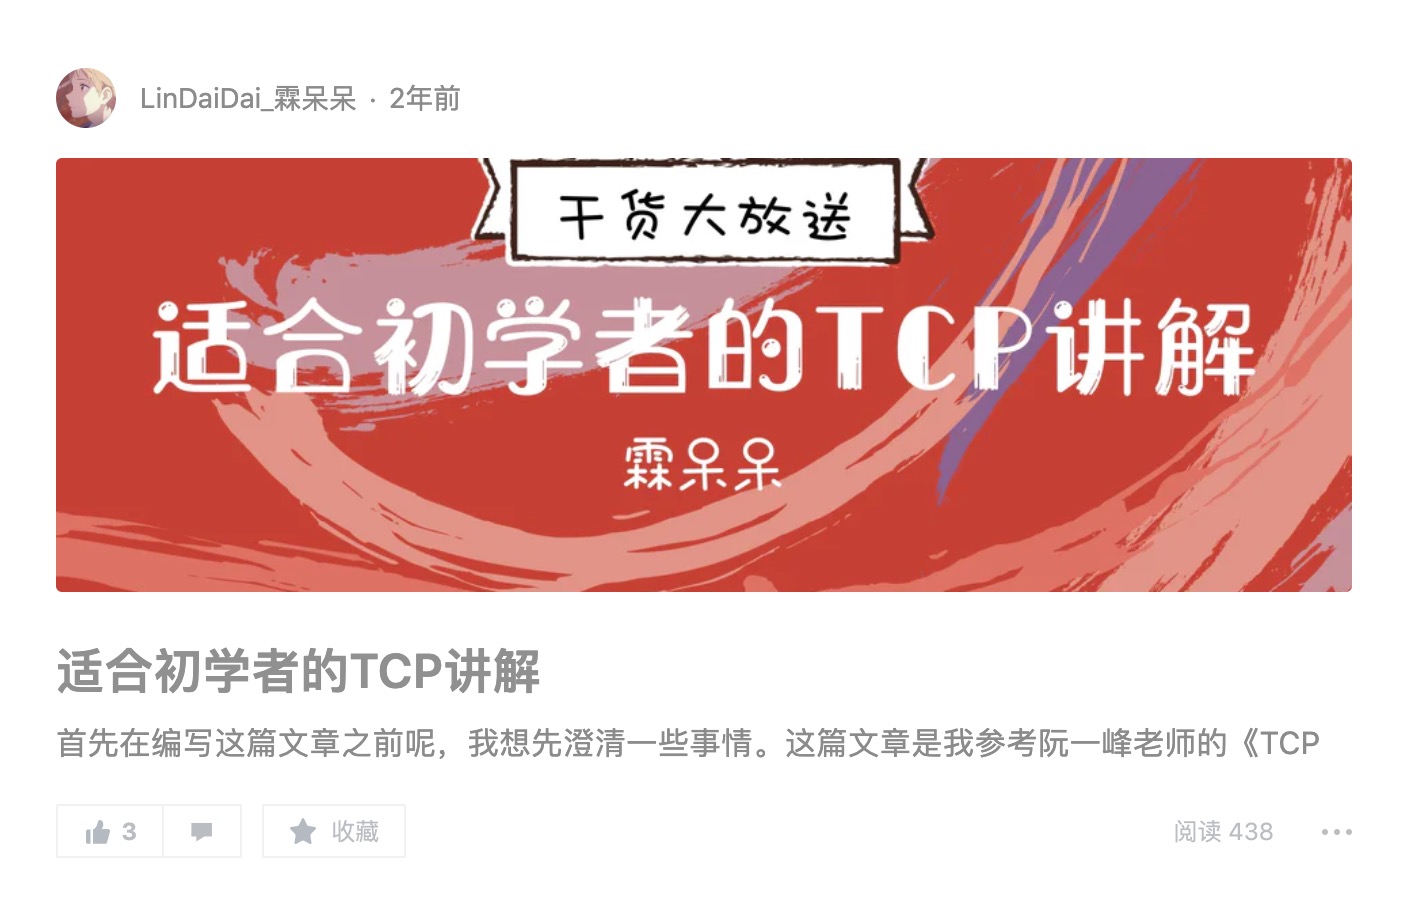 LinDaiDai_霖呆呆 · 2年前
干货大放送
适合初学者的TCP讲解
霖呆呆
适合初学者的TCP讲解
首先在编写这篇文章之前呢，我想先澄清一些事情。这篇文章是我参考阮一峰老师的《TCP
3 收藏 阅读 438